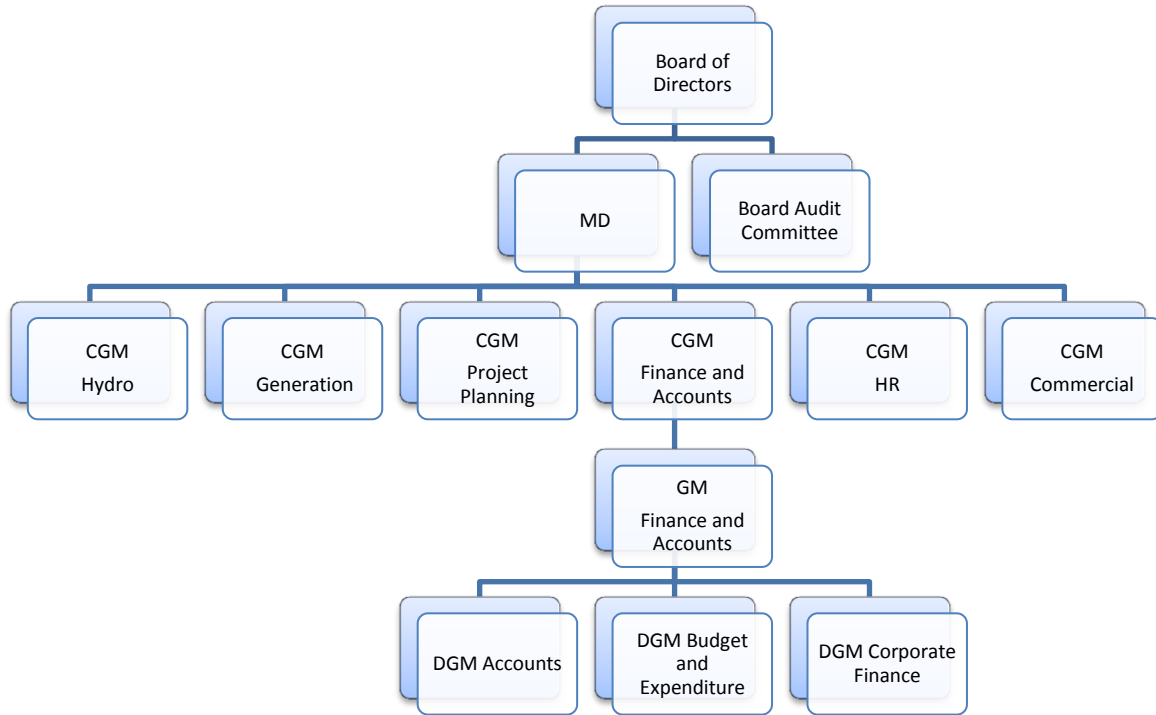 Board of
Directors
MD
Board Audit
Committee
CGM
Hydro
CGM
Generation
CGM
Project
Planning
CGM
Finance and
Accounts
CGM
HR
CGM
Commercial
GM
Finance and
Accounts
DGM Accounts
DGM Budget
and
Expenditure
DGM Corporate
Finance